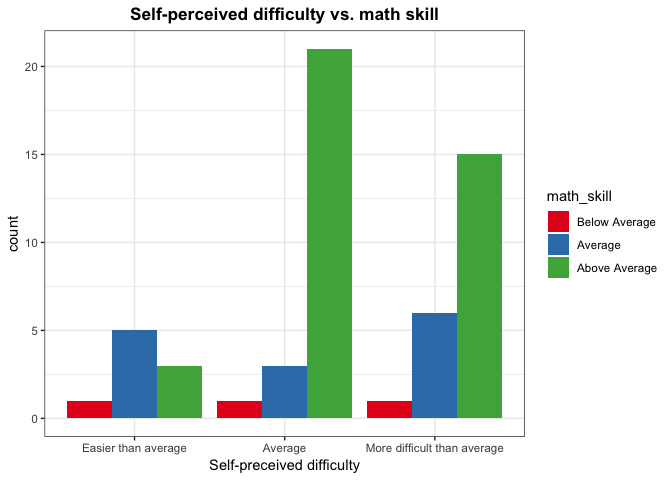 Self-perceived difficulty vs. math skill
20
15
10
5
0
count
Easier than average
Average
More difficult than average
Self-preceived difficulty
math_skill
Below Average
Average
Above Average